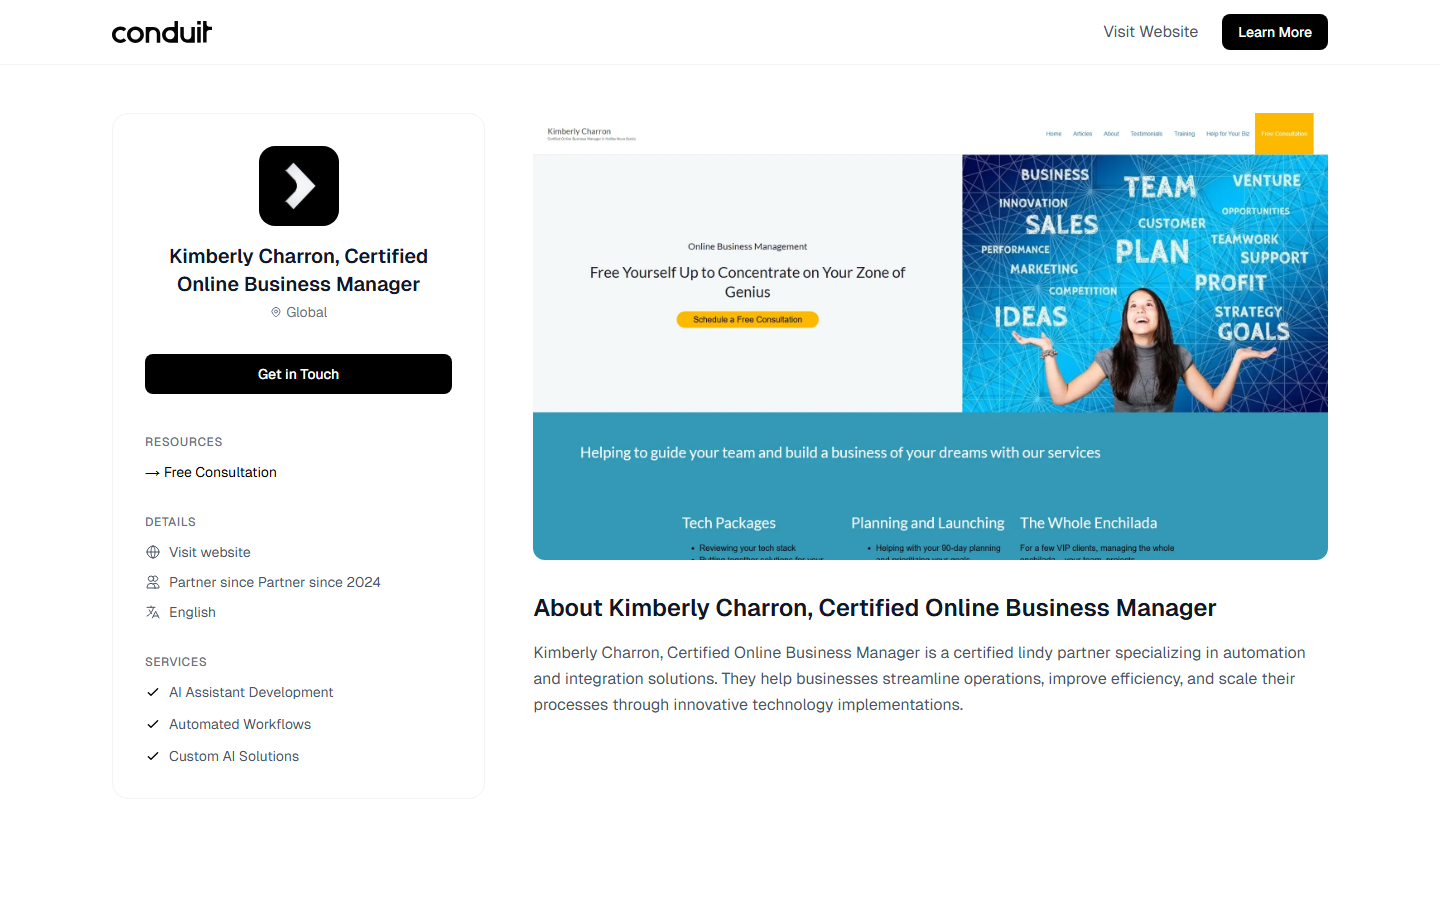 conduit
Visit Website
Learn More
Kimberly Charron, Certified
Online Business Manager
Global
Get in Touch
RESOURCES
→ Free Consultation
DETAILS
Visit website
Partner since Partner since 2024
English
SERVICES
AI Assistant Development
Automated Workflows
Custom AI Solutions
Kimberly Charron
Certified Online Business Manager in Halifax Nova Scotia
Home Articles About Testimonials Training Help for Your Biz Free Consultation
Online Business Management
Free Yourself Up to Concentrate on Your Zone of
Genius
Schedule a Free Consultation
BUSINESS
TEAM
VENTURE
INNOVATION
SALES
CUSTOMER
OPPORTUNITIES
PERFORMANCE
PLAN
TEAMWORK
SUPPORT
MARKETING
PROFIT
COMPETITION
IDEAS
STRATEGY
GOALS
Helping to guide your team and build a business of your dreams with our services
Tech Packages
• Reviewing your tech stack
Planning and Launching
• Helping with your 90-day planning
The Whole Enchilada
For a few VIP clients, managing the whole
About Kimberly Charron, Certified Online Business Manager
Kimberly Charron, Certified Online Business Manager is a certified lindy partner specializing in automation
and integration solutions. They help businesses streamline operations, improve efficiency, and scale their
processes through innovative technology implementations.